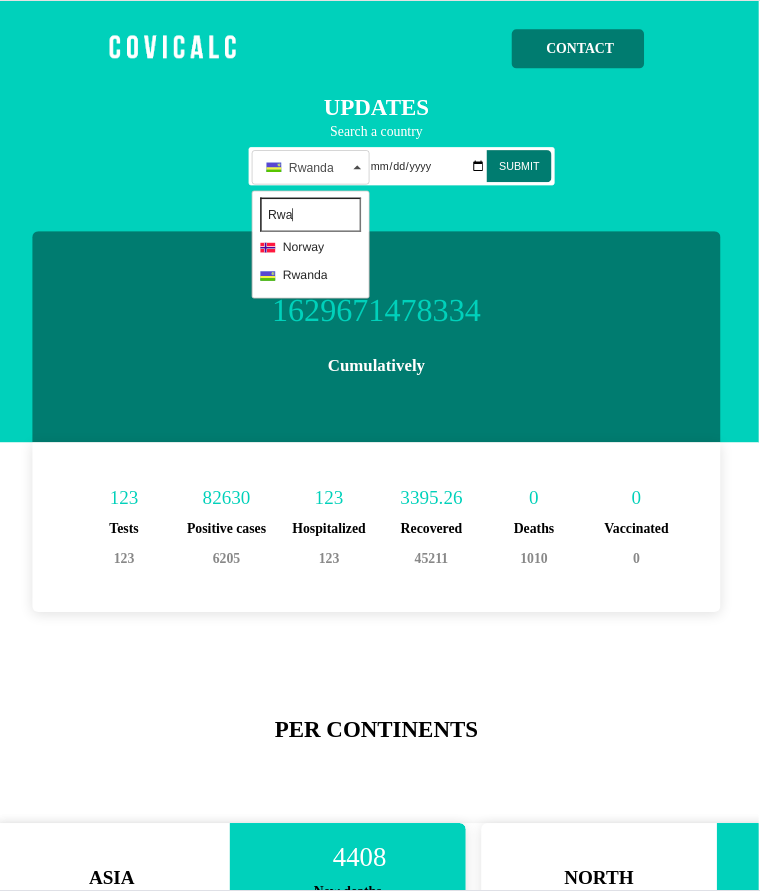 COVICALC
CONTACT
UPDATES
Search a country
Rwanda
mm/dd/yyyy
SUBMIT
Rwa
Norway
Rwanda
1629671478334
Cumulatively
123 82630 123 3395.26 0 0
Tests Positive cases Hospitalized Recovered Deaths Vaccinated
123 6205 123 45211 1010 0
PER CONTINENTS
4408
ASIA
NORTH
New deaths